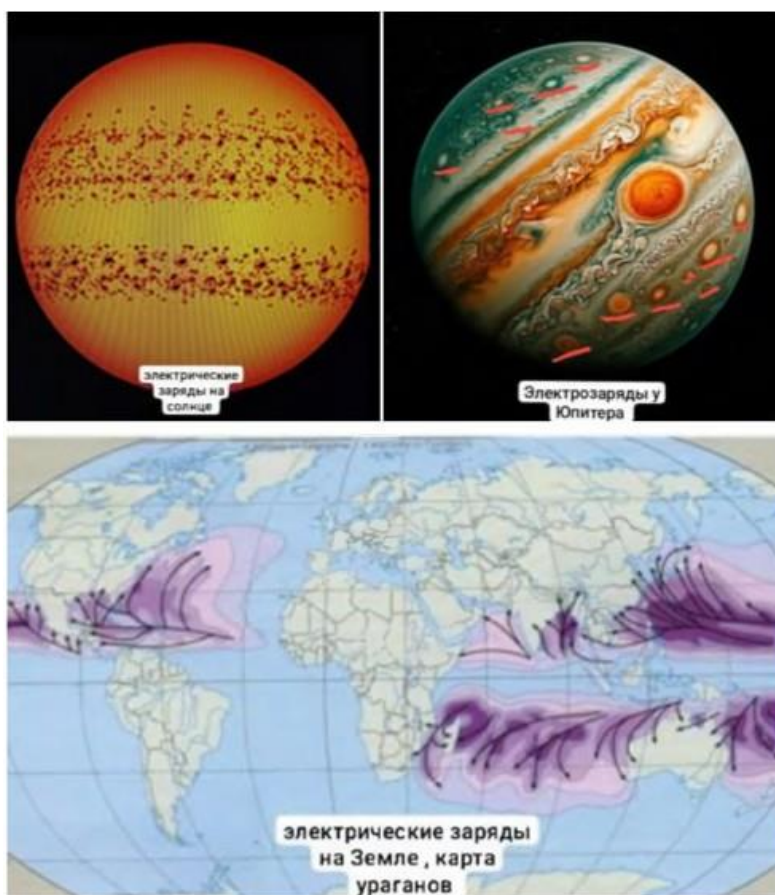 электрические
заряды на
солнце
Электрозаряды у
Юпитера
электрические заряды
на Земле , карта
ураганов